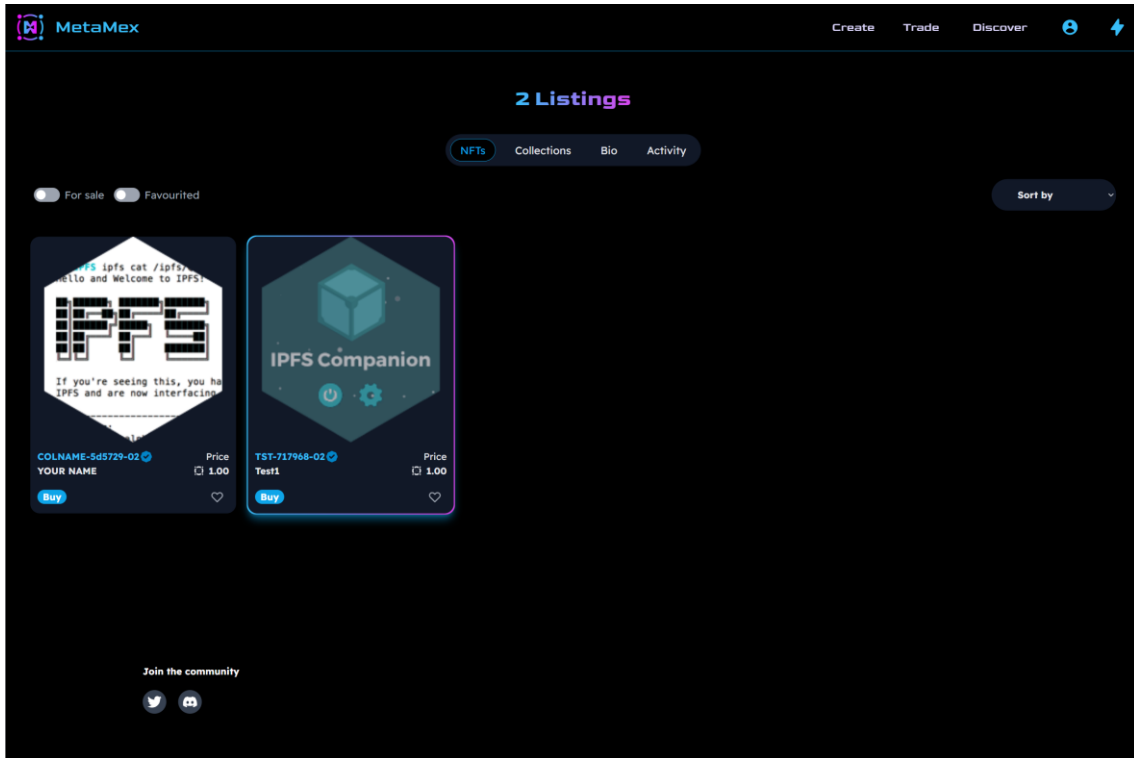 MetaMex
Create Trade Discover
2 Listings
NFTs Collections Bio Activity
For sale Favourited
Sort by
IPFS ipfs cat /ipfs/
Hello and Welcome to IPFS!
IPFS
If you're seeing this, you ha
IPFS and are now interfacing
IPFS Companion
COLNAME-5d5729-02 Price
YOUR NAME 1.00
Buy
TST-717968-02 Price
Test1 1.00
Buy
Join the community